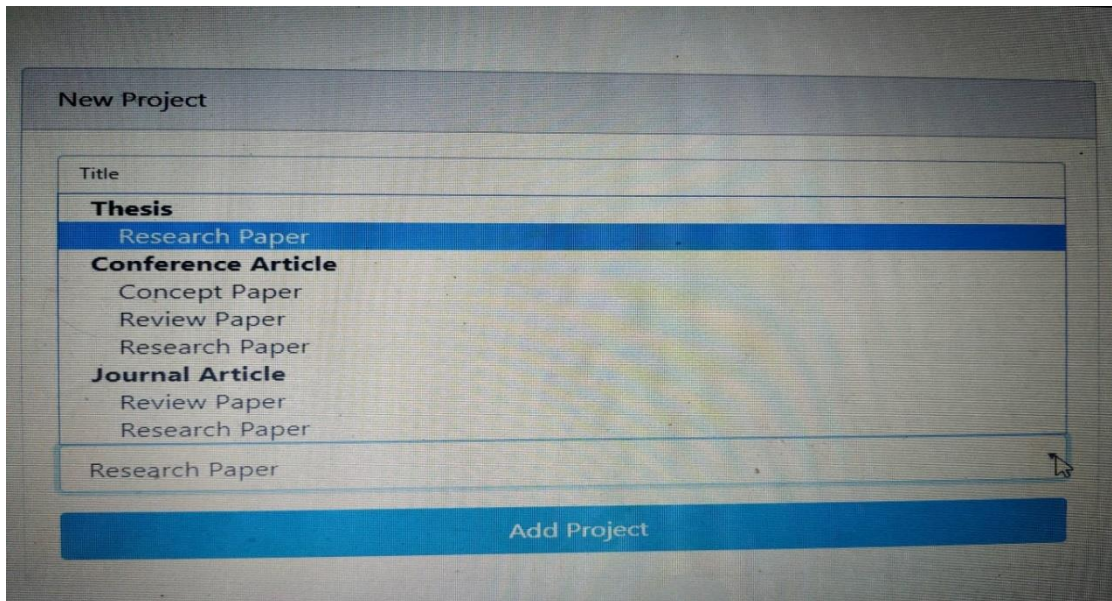 New Project
Title
Thesis
Research Paper
Conference Article
Concept Paper
Review Paper
Research Paper
Journal Article
Review Paper
Research Paper
Research Paper
Add Project